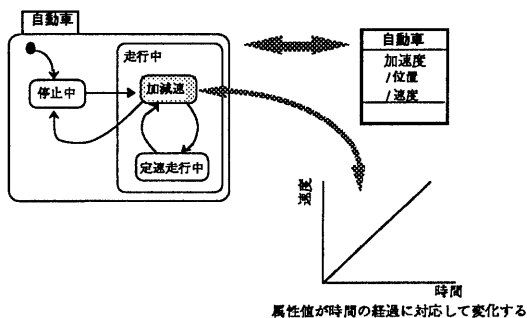 自動車
走行中
停止中
加減速
定速走行中
自動車
加速度
/位置
/速度
速度
時間
属性値が時間の経過に対応して変化する